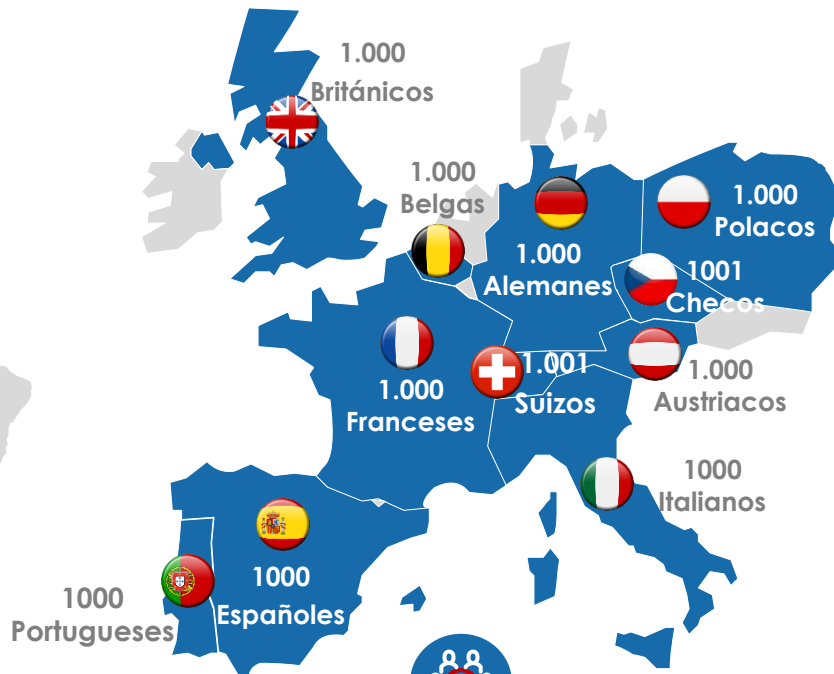 1.000
Británicos
1.000
Belgas
1.000
Alemanes
1.000
Polacos
1001
Checos
1.000
Franceses
1.001
Suizos
1.000
Austriacos
1000
Italianos
1000
Españoles
1000
Portugueses